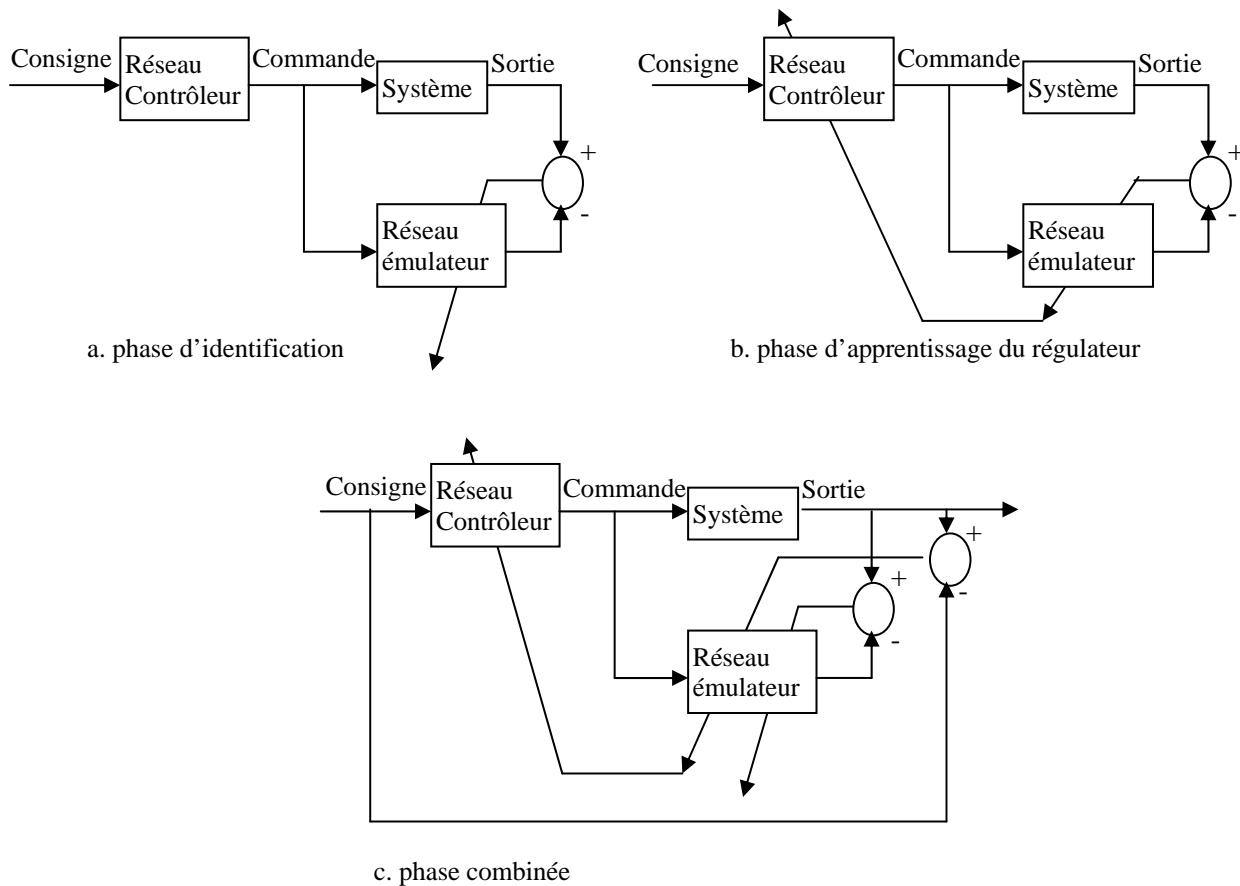 Consigne
Réseau
Contrôleur
Commande
Système
Sortie
+
-
Réseau
émulateur
a. phase d'identification
Consigne
Réseau
Contrôleur
Commande
Système
Sortie
+
-
Réseau
émulateur
b. phase d'apprentissage du régulateur
Consigne
Réseau
Contrôleur
Commande
Système
Sortie
+
-
+
-
Réseau
émulateur
c. phase combinée